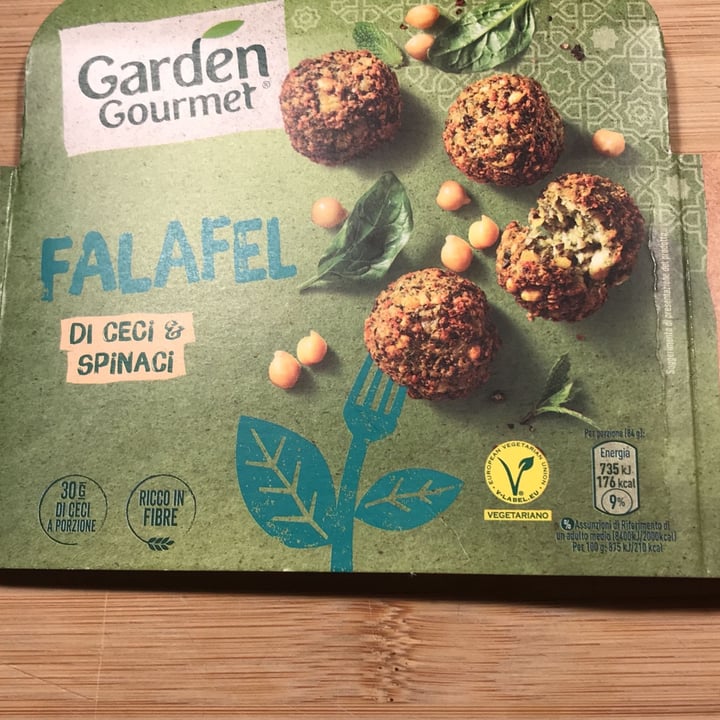 Garden
Gourmet®
FALAFEL
DI CECI &
SPINACI
30G
DI CECI
A PORZIONE
RICCO IN
FIBRE
EUROPEAN VEGETARIAN UNION
V-LABEL.EU
VEGETARIANO
Per porzione (84 g):
Energia
735 kJ
176 kcal
9%
% Assunzioni di Riferimento di
un adulto medio (8400kJ/2000kcal)
Per 100 g: 875 kJ/210 kcal
Suggerimento di presentazione del prodotto